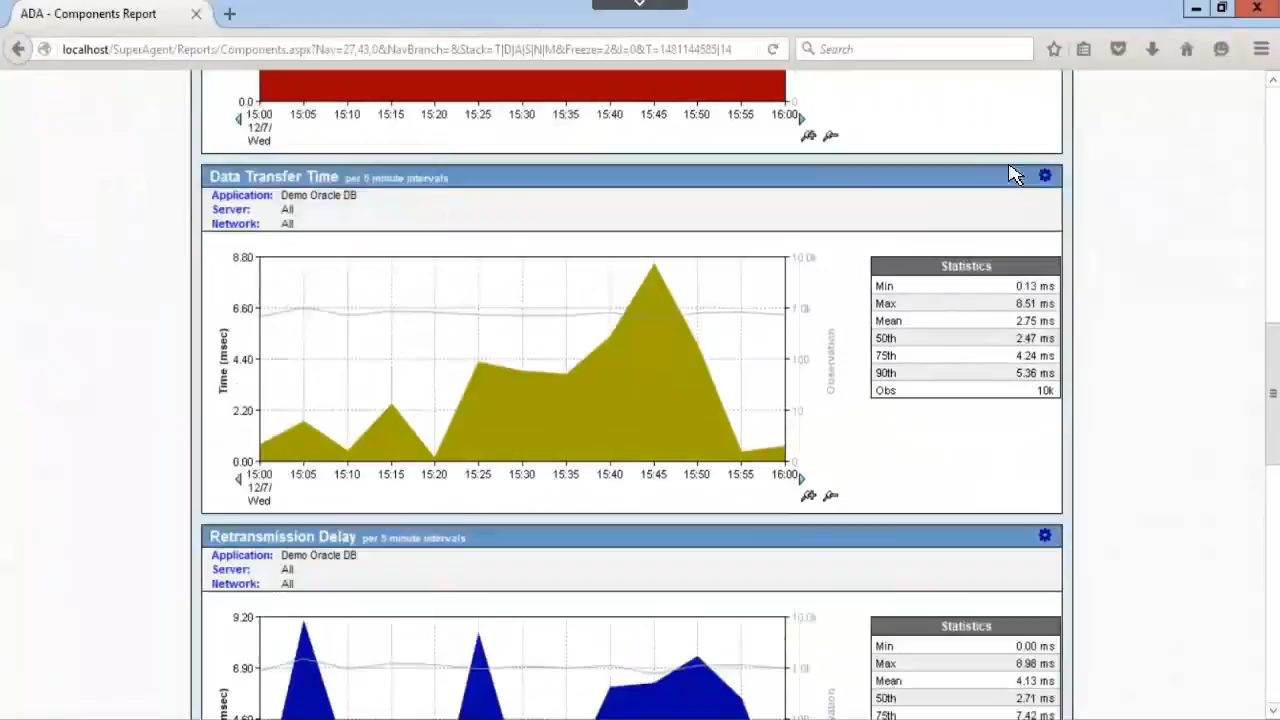 ADA - Components Report
localhost/SuperAgent/Reports/Components.aspx?Nav=27,43,0&NavBranch=&Stack=T|D|A|S|N|M&Freeze=2&I=0&T=1481144585|14
Search
0.0
0
15:00 15:05 15:10 15:15 15:20 15:25 15:30 15:35 15:40 15:45 15:50 15:55 16:00
12/7/
Wed
Data Transfer Time per 5 minute intervals
Application: Demo Oracle DB
Server: All
Network: All
8.80 10.0k
6.60 1.0k
4.40 100
2.20 10
0.00 0
Time (msec)
Observation
15:00 15:05 15:10 15:15 15:20 15:25 15:30 15:35 15:40 15:45 15:50 15:55 16:00
12/7/
Wed
Statistics
Min 0.13 ms
Max 8.51 ms
Mean 2.75 ms
50th 2.47 ms
75th 4.24 ms
90th 5.36 ms
Obs 10k
Retransmission Delay per 5 minute intervals
Application: Demo Oracle DB
Server: All
Network: All
9.20 10.0k
6.90 1.0k
4.60 100
Statistics
Min 0.00 ms
Max 8.98 ms
Mean 4.13 ms
50th 2.71 ms
75th 7.42 ms